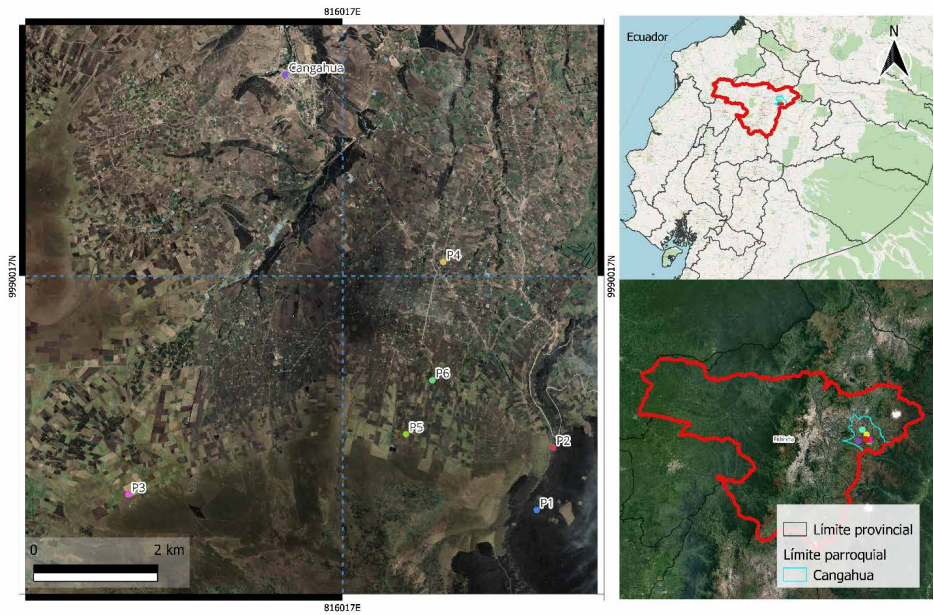 816017E
Cangahua
P4
9990017N
9990017N
P6
P5
P2
P3
P1
0
2 km
816017E
Ecuador
N
Pichincha
Límite provincial
Límite parroquial
Cangahua